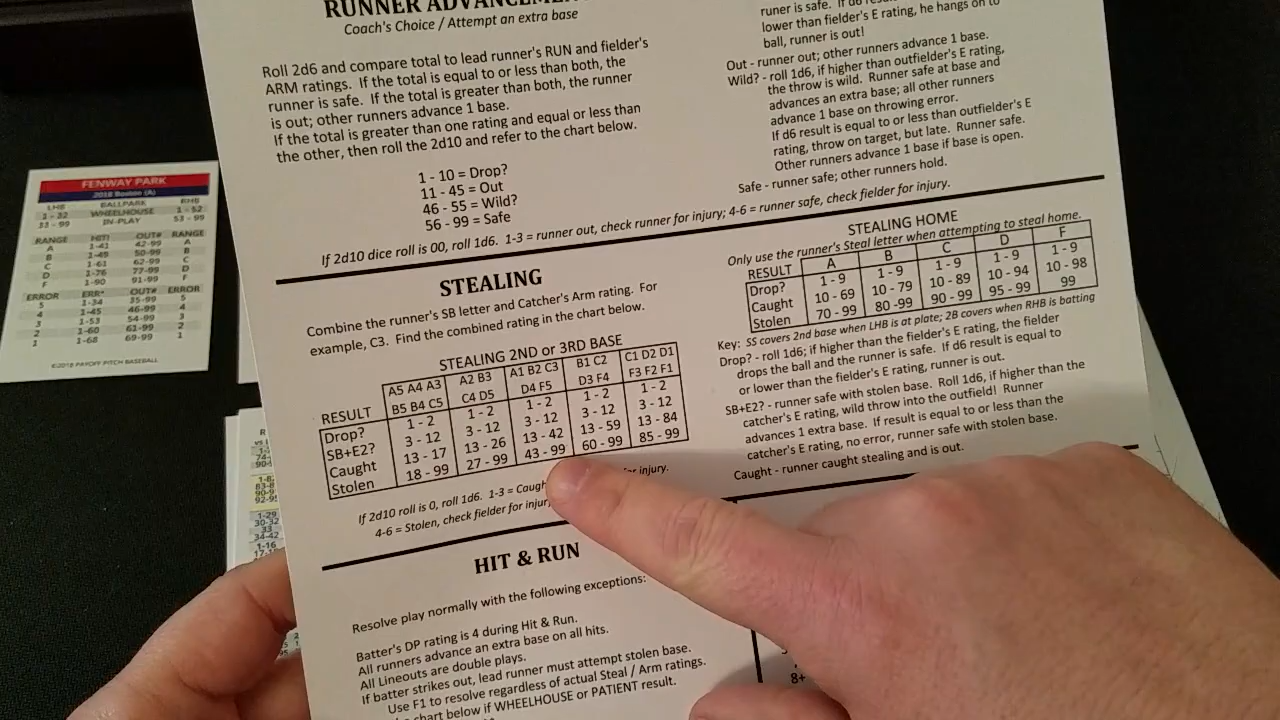 RUNNER ADVANCEMENT
Coach's Choice / Attempt an extra base
Roll 2d6 and compare total to lead runner's RUN and fielder's
ARM ratings. If the total is equal to or less than both, the
runner is safe. If the total is greater than both, the runner
is out; other runners advance 1 base.
If the total is greater than one rating and equal or less than
the other, then roll the 2d10 and refer to the chart below.
1 - 10 = Drop?
11 - 45 = Out
46 - 55 = Wild?
56 - 99 = Safe
If 2d10 dice roll is 00, roll 1d6. 1-3 = runner out, check runner for injury; 4-6 = runner safe, check fielder for injury.
runer is safe. If d6
lower than fielder's E rating, he hangs on to
ball, runner is out!
Out - runner out; other runners advance 1 base.
Wild? - roll 1d6, if higher than outfielder's E rating,
the throw is wild. Runner safe at base and
advances an extra base; all other runners
advance 1 base on throwing error.
If d6 result is equal to or less than outfielder's E
rating, throw on target, but late. Runner safe.
Other runners advance 1 base if base is open.
Safe - runner safe; other runners hold.
STEALING
Combine the runner's SB letter and Catcher's Arm rating. For
example, C3. Find the combined rating in the chart below.
STEALING 2ND or 3RD BASE
A5 A4 A3 A2 B3 A1 B2 C3 B1 C2 C1 D2 D1
RESULT B5 B4 C5 C4 D5 D4 F5 D3 F4 F3 F2 F1
Drop? 1 - 2 1 - 2 1 - 2 1 - 2 1 - 2
SB+E2? 3 - 12 3 - 12 3 - 12 3 - 12 3 - 12
Caught 13 - 17 13 - 26 13 - 42 13 - 59 13 - 84
Stolen 18 - 99 27 - 99 43 - 99 60 - 99 85 - 99
If 2d10 roll is 0, roll 1d6. 1-3 = Caught for injury.
4-6 = Stolen, check fielder for injury
STEALING HOME
Only use the runner's Steal letter when attempting to steal home.
RESULT A B C D F
Drop? 1 - 9 1 - 9 1 - 9 1 - 9 1 - 9
Caught 10 - 69 10 - 79 10 - 89 10 - 94 10 - 98
Stolen 70 - 99 80 -99 90 - 99 95 - 99 99
Key: SS covers 2nd base when LHB is at plate; 2B covers when RHB is batting
Drop? - roll 1d6; if higher than the fielder's E rating, the fielder
drops the ball and the runner is safe. If d6 result is equal to
or lower than the fielder's E rating, runner is out.
SB+E2? - runner safe with stolen base. Roll 1d6, if higher than the
catcher's E rating, wild throw into the outfield! Runner
advances 1 extra base. If result is equal to or less than the
catcher's E rating, no error, runner safe with stolen base.
Caught - runner caught stealing and is out.
HIT & RUN
Resolve play normally with the following exceptions:
Batter's DP rating is 4 during Hit & Run.
All runners advance an extra base on all hits.
All Lineouts are double plays.
If batter strikes out, lead runner must attempt stolen base.
Use F1 to resolve regardless of actual Steal / Arm ratings.
chart below if WHEELHOUSE or PATIENT result.
8+
FENWAY PARK
2018 Boston (A)
LHB BALLPARK RHB
1 - 32 WHEELHOUSE 1 - 52
33 - 99 IN-PLAY 53 - 99
RANGE HIT! OUT# RANGE
A 1-41 42-99 A
B 1-49 50-99 B
C 1-61 62-99 C
D 1-76 77-99 D
F 1-90 91-99 F
ERROR ERR* OUT# ERROR
5 1-34 35-99 5
4 1-45 46-99 4
3 1-53 54-99 3
2 1-60 61-99 2
1 1-68 69-99 1
©2019 PAYOFF PITCH BASEBALL
1-29
30-32
33
34-42
1-16